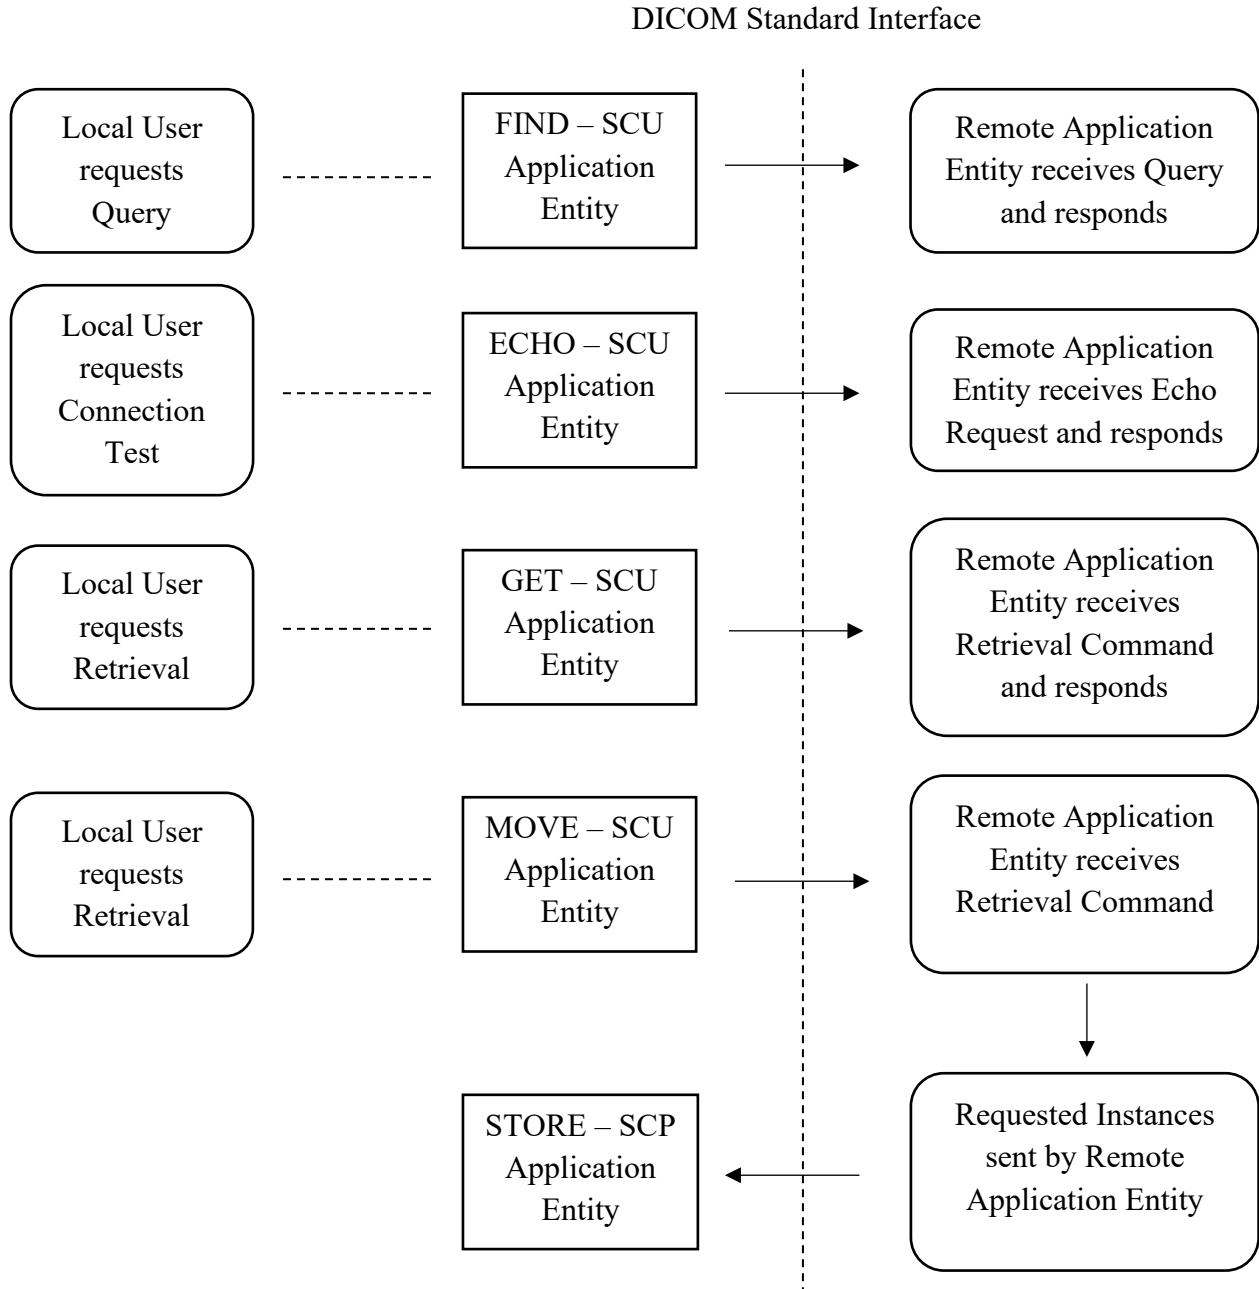 DICOM Standard Interface
Local User
requests
Query
FIND – SCU
Application
Entity
Remote Application
Entity receives Query
and responds
Local User
requests
Connection
Test
ECHO – SCU
Application
Entity
Remote Application
Entity receives Echo
Request and responds
Local User
requests
Retrieval
GET – SCU
Application
Entity
Remote Application
Entity receives
Retrieval Command
and responds
Local User
requests
Retrieval
MOVE – SCU
Application
Entity
Remote Application
Entity receives
Retrieval Command
STORE – SCP
Application
Entity
Requested Instances
sent by Remote
Application Entity